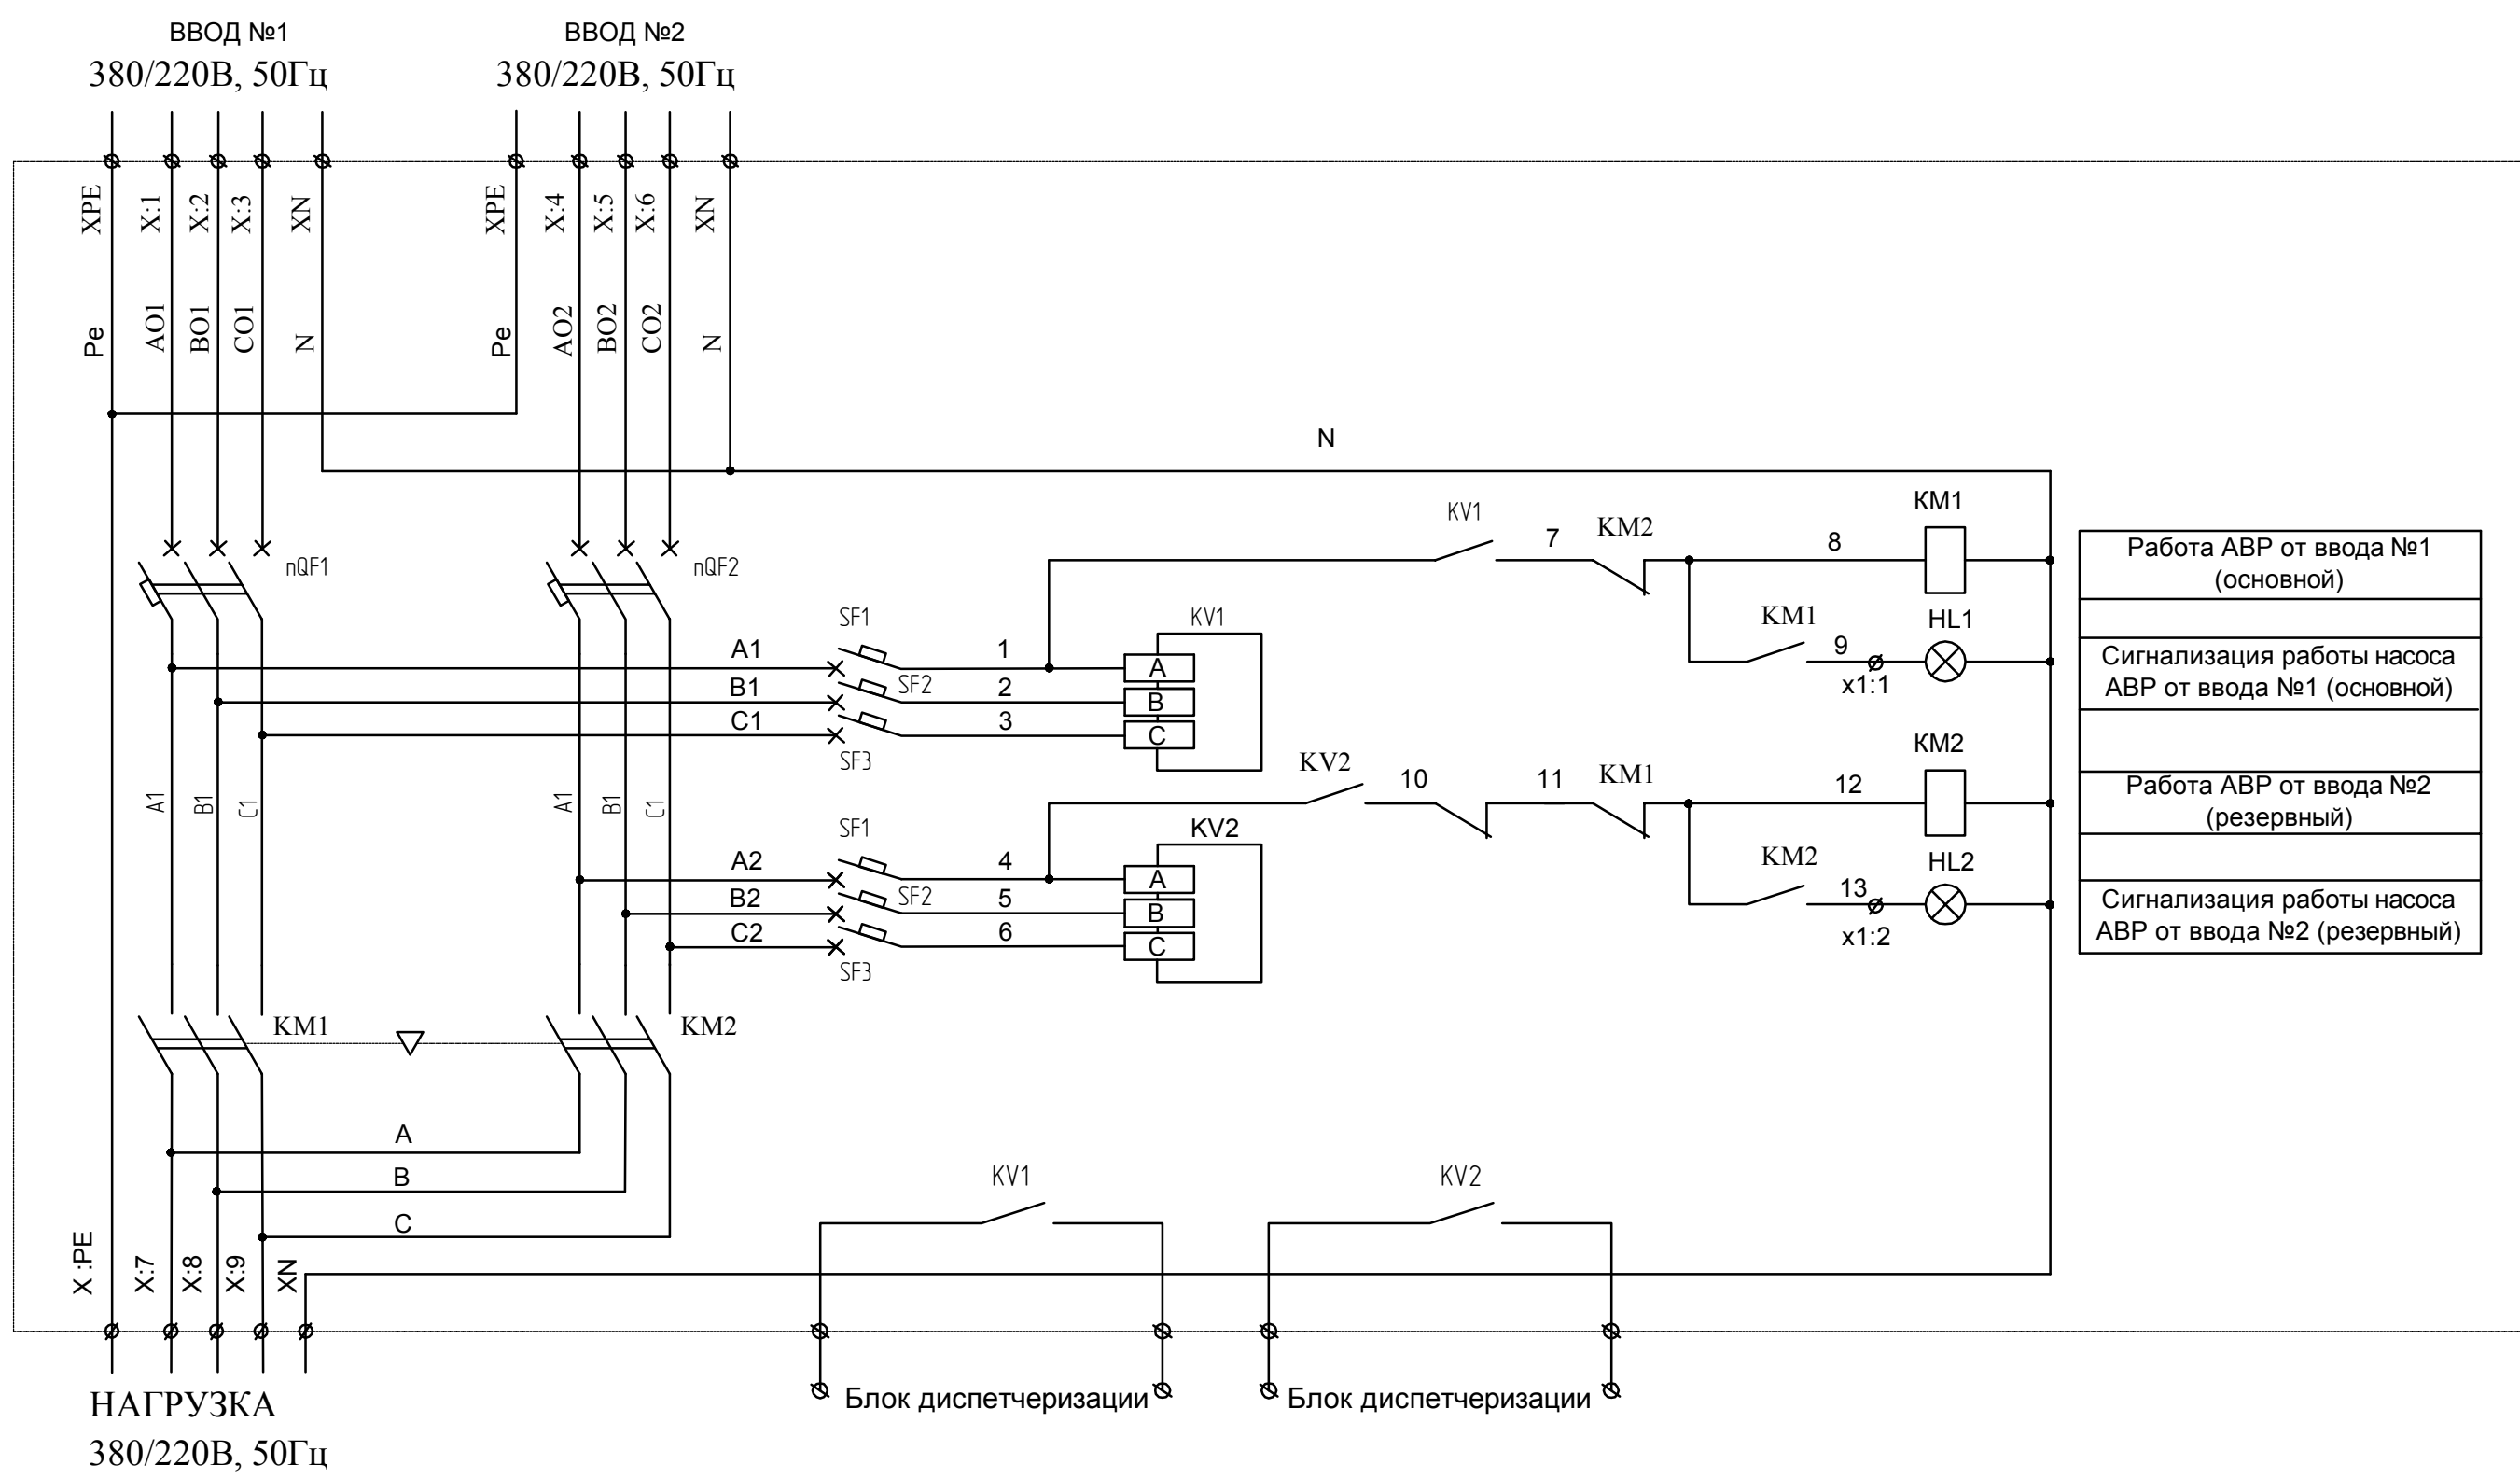 ВВОД №1
ВВОД №2
380/220В, 50Гц
380/220В, 50Гц
XPE
X:1
X:2
X:3
XN
XPE
X:4
X:5
X:6
XN
Pe
AO1
BO1
CO1
N
Pe
AO2
BO2
CO2
N
N
nQF1
nQF2
KV1
7
KM2
8
КМ1
Работа АВР от ввода №1
(основной)
SF1
KV1
KM1
9
HL1
A1
1
A
B1
SF2
2
B
C1
3
C
SF3
x1:1
Сигнализация работы насоса
АВР от ввода №1 (основной)
A1
B1
C1
A1
B1
C1
KV2
10
11
KM1
12
КМ2
Работа АВР от ввода №2
(резервный)
SF1
KV2
KM2
13
HL2
A2
4
A
B2
SF2
5
B
C2
6
C
SF3
x1:2
Сигнализация работы насоса
АВР от ввода №2 (резервный)
KM1
KM2
A
B
C
KV1
KV2
X :PE
X:7
X:8
X:9
XN
НАГРУЗКА
380/220В, 50Гц
Блок диспетчеризации
Блок диспетчеризации